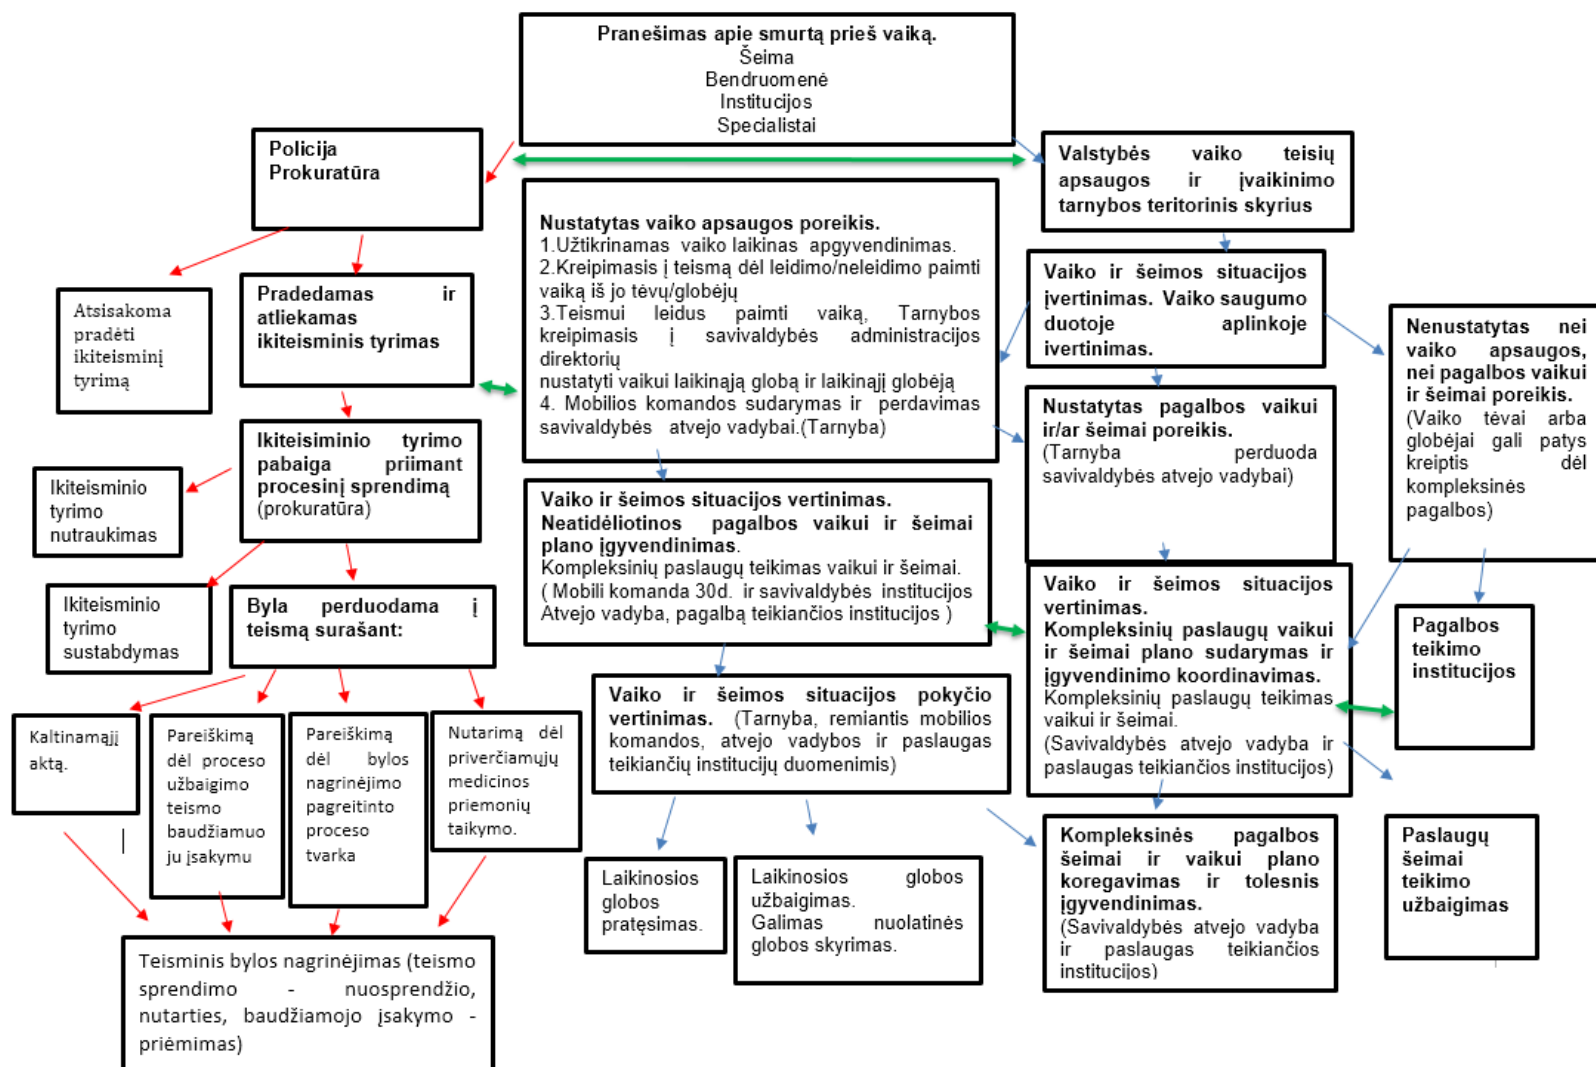 Pranešimas apie smurtą prieš vaiką.
Šeima
Bendruomenė
Institucijos
Specialistai
Policija
Prokuratūra
Valstybės vaiko teisių
apsaugos ir įvaikinimo
tarnybos teritorinis skyrius
Nustatytas vaiko apsaugos poreikis.
1.Užtikrinamas vaiko laikinas apgyvendinimas.
2.Kreipimasis į teismą dėl leidimo/neleidimo paimti
vaiką iš jo tėvų/globėjų
3.Teismui leidus paimti vaiką, Tarnybos
kreipimasis į savivaldybės administracijos
direktorių
nustatyti vaikui laikinąją globą ir laikinąjį globėją
4. Mobilios komandos sudarymas ir perdavimas
savivaldybės atvejo vadybai.(Tarnyba)
Vaiko ir šeimos situacijos
įvertinimas. Vaiko saugumo
duotoje aplinkoje
ivertinimas.
Atsisakoma
pradėti
ikiteisminį
tyrimą
Pradedamas ir
atliekamas
ikiteisminis tyrimas
Nenustatytas nei
vaiko apsaugos,
nei pagalbos vaikui
ir šeimai poreikis.
(Vaiko tėvai arba
globėjai gali patys
kreiptis dėl
kompleksinės
pagalbos)
Nustatytas pagalbos vaikui
ir/ar šeimai poreikis.
(Tarnyba perduoda
savivaldybės atvejo vadybai)
Ikiteisiminio tyrimo
pabaiga priimant
procesinį sprendimą
(prokuratūra)
Ikiteisminio
tyrimo
nutraukimas
Vaiko ir šeimos situacijos vertinimas.
Neatidėliotinos pagalbos vaikui ir šeimai
plano įgyvendinimas.
Kompleksinių paslaugų teikimas vaikui ir šeimai.
( Mobili komanda 30d. ir savivaldybės institucijos
Atvejo vadyba, pagalbą teikiančios institucijos )
Vaiko ir šeimos situacijos
vertinimas.
Kompleksinių paslaugų vaikui
ir šeimai plano sudarymas ir
įgyvendinimo koordinavimas.
Kompleksinių paslaugų teikimas
vaikui ir šeimai.
(Savivaldybės atvejo vadyba ir
paslaugas teikiančios institucijos)
Ikiteisminio
tyrimo
sustabdymas
Byla perduodama į
teismą surašant:
Pagalbos
teikimo
institucijos
Vaiko ir šeimos situacijos pokyčio
vertinimas. (Tarnyba, remiantis mobilios
komandos, atvejo vadybos ir paslaugas
teikiančių institucijų duomenimis)
Kaltinamąjį
aktą.
Pareiškimą
dėl proceso
užbaigimo
teismo
baudžiamuo
ju įsakymu
Pareiškimą
dėl bylos
nagrinėjimo
pagreitinto
proceso
tvarka
Nutarimą dėl
priverčiamųjų
medicinos
priemonių
taikymo.
Laikinosios
globos
pratęsimas.
Laikinosios globos
užbaigimas.
Galimas nuolatinės
globos skyrimas.
Kompleksinės pagalbos
šeimai ir vaikui plano
koregavimas ir tolesnis
įgyvendinimas.
(Savivaldybės atvejo vadyba
ir paslaugas teikiančios
institucijos)
Paslaugų
šeimai
teikimo
užbaigimas
Teisminis bylos nagrinėjimas (teismo
sprendimo - nuosprendžio,
nutarties, baudžiamojo įsakymo -
priėmimas)